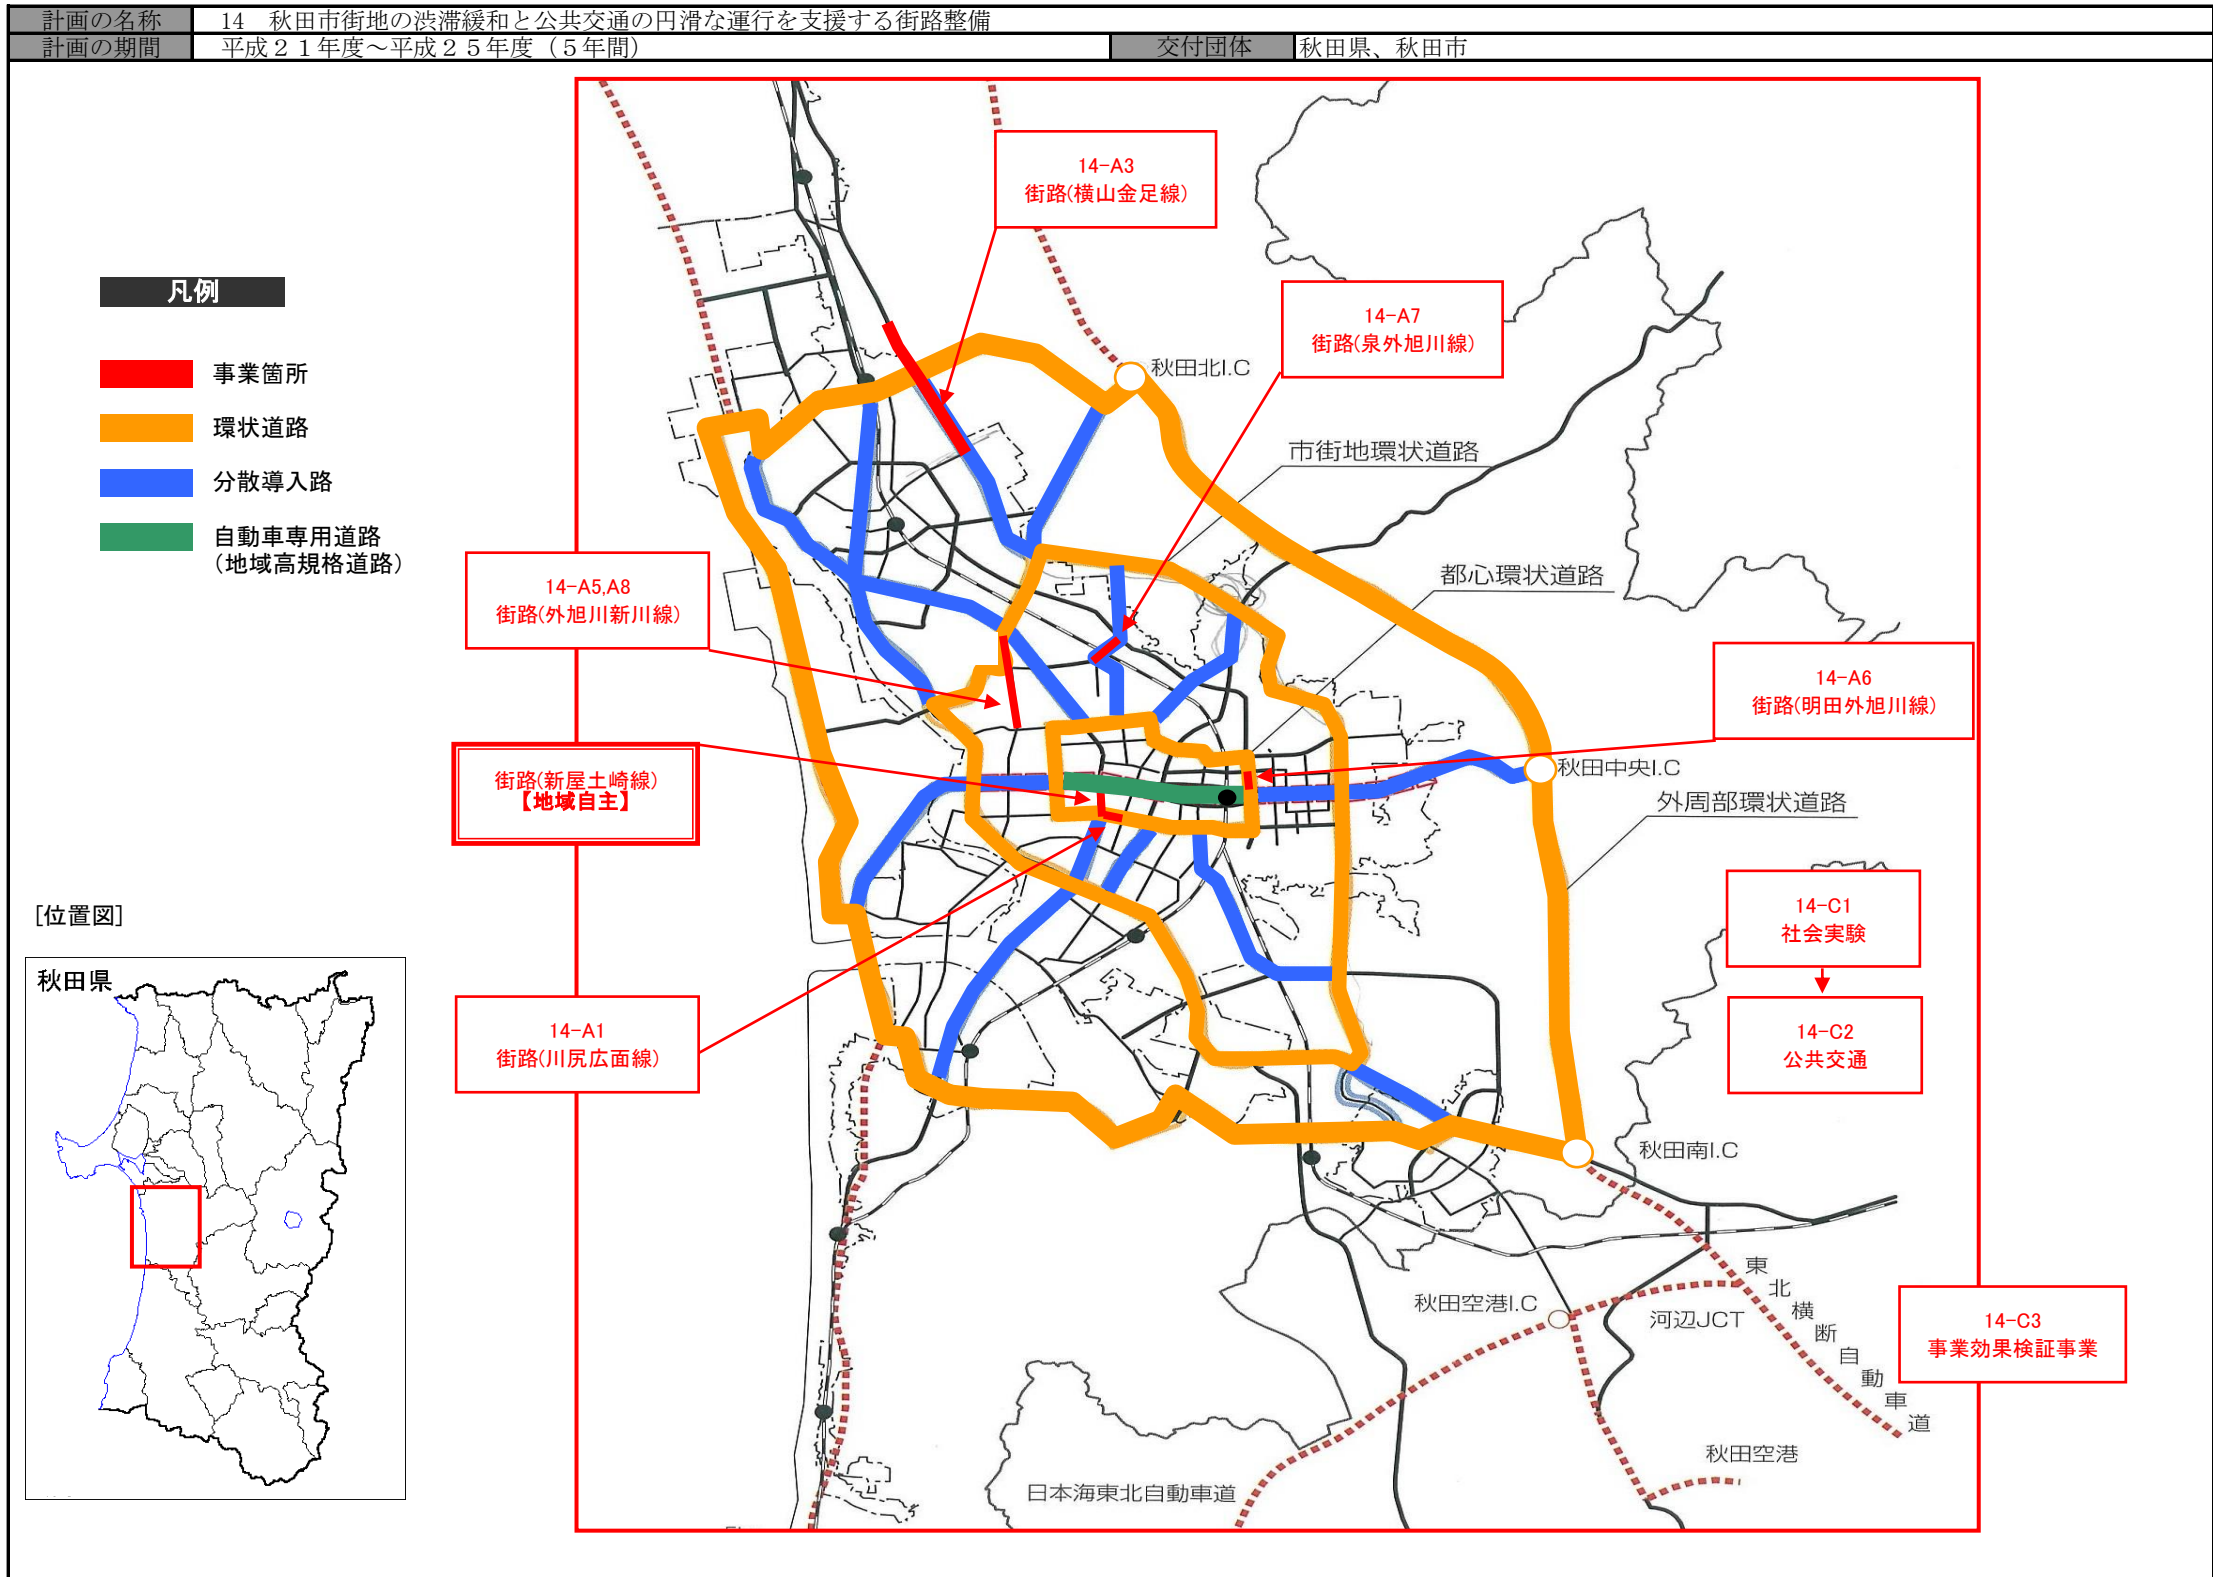 計画の名称
14 秋田市街地の渋滞緩和と公共交通の円滑な運行を支援する街路整備
計画の期間
平成２１年度～平成２５年度（５年間）
交付団体
秋田県、秋田市
凡例
事業箇所
環状道路
分散導入路
自動車専用道路
（地域高規格道路）
14-A3
街路(横山金足線)
14-A7
街路(泉外旭川線)
秋田北I.C
市街地環状道路
都心環状道路
14-A5,A8
街路(外旭川新川線)
14-A6
街路(明田外旭川線)
街路(新屋土崎線)
【地域自主】
秋田中央I.C
外周部環状道路
14-C1
社会実験
14-C2
公共交通
14-A1
街路(川尻広面線)
[位置図]
秋田県
秋田南I.C
東北横断自動車道
秋田空港I.C
河辺JCT
14-C3
事業効果検証事業
秋田空港
日本海東北自動車道